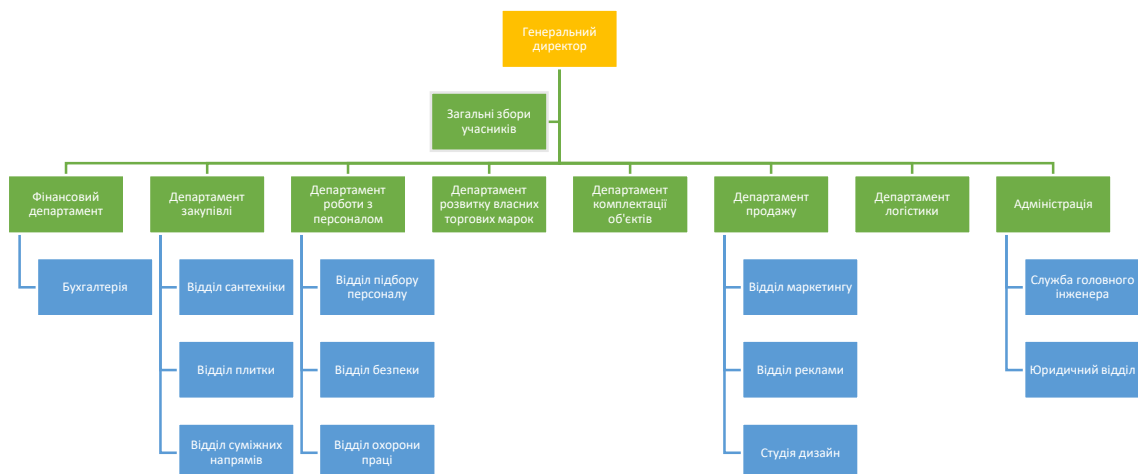 Генеральний
директор
Загальні збори
учасників
Фінансовий
департамент
Департамент
закупівлі
Департамент
роботи з
персоналом
Департамент
розвитку власних
торгових марок
Департамент
комплектації
об'єктів
Департамент
продажу
Департамент
логістики
Адміністрація
Бухгалтерія
Відділ сантехніки
Відділ підбору
персоналу
Відділ маркетингу
Служба головного
інженера
Відділ плитки
Відділ безпеки
Відділ реклами
Юридичний відділ
Відділ суміжних
напрямів
Відділ охорони
праці
Студія дизайн